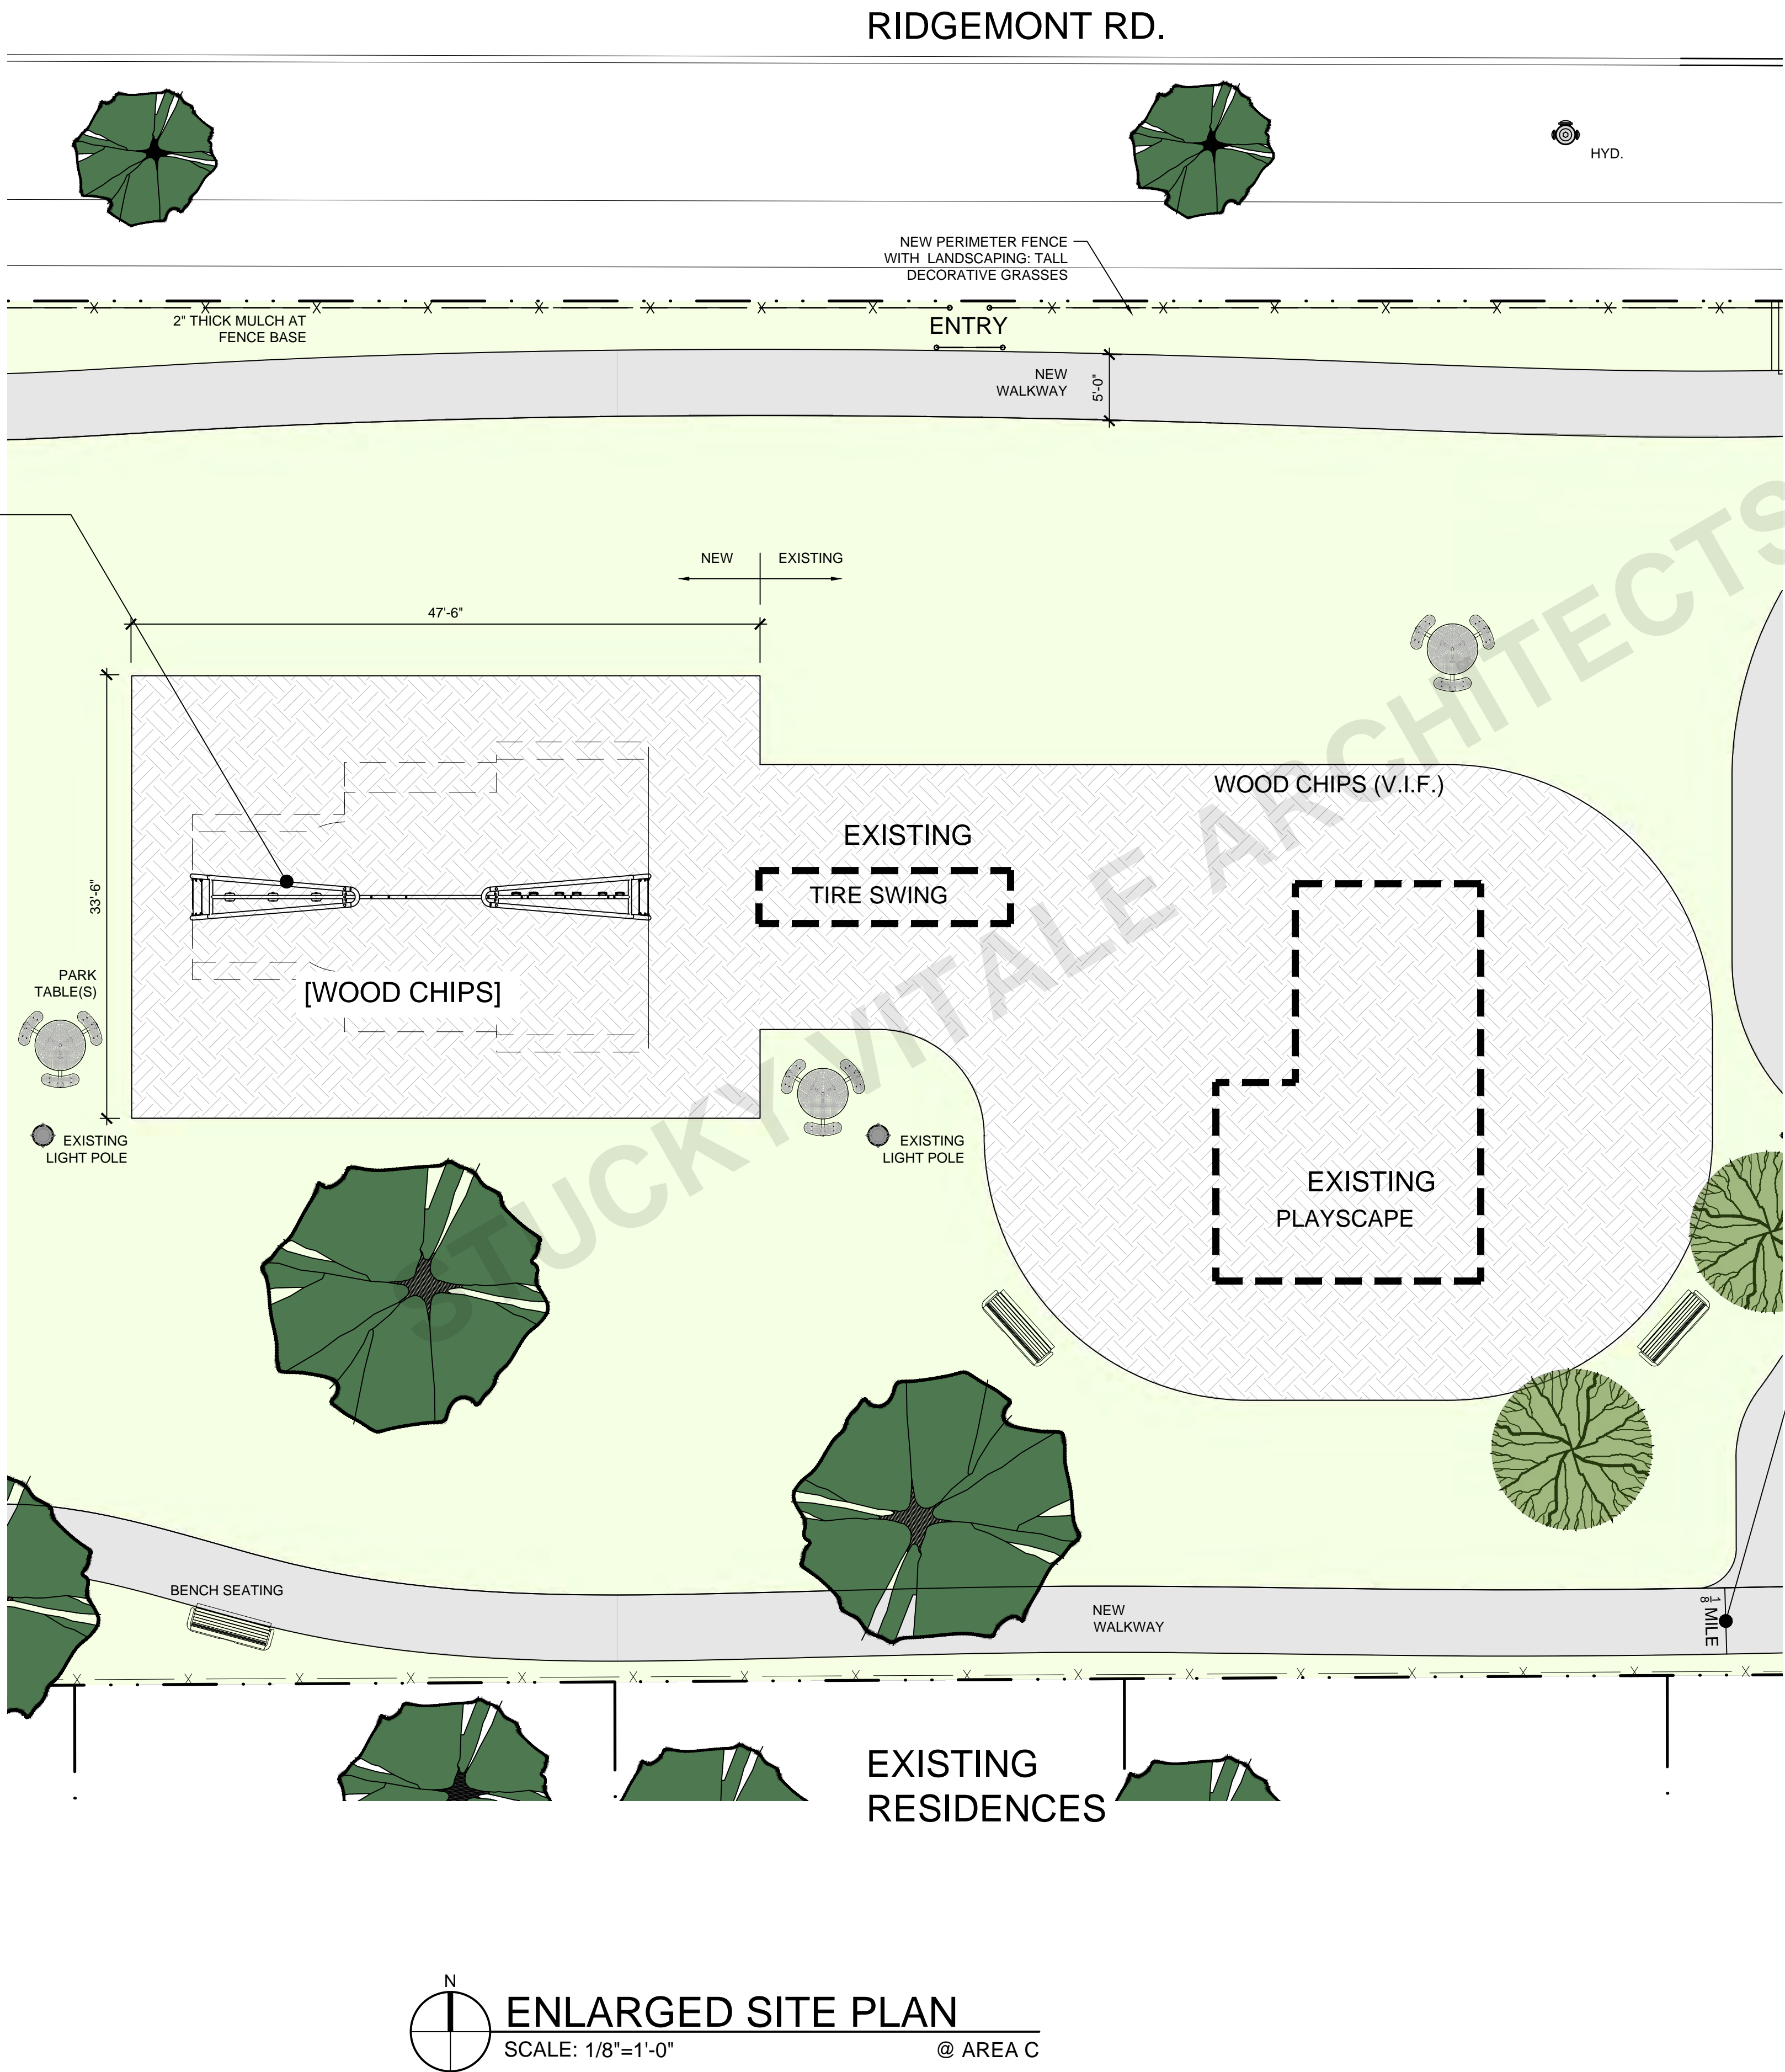 RIDGEMONT RD.
HYD.
NEW PERIMETER FENCE
WITH LANDSCAPING: TALL
DECORATIVE GRASSES
2" THICK MULCH AT
FENCE BASE
ENTRY
NEW
WALKWAY
5'-0"
NEW
EXISTING
47'-6"
33'-6"
WOOD CHIPS (V.I.F.)
EXISTING
TIRE SWING
[WOOD CHIPS]
PARK
TABLE(S)
EXISTING
LIGHT POLE
EXISTING
LIGHT POLE
EXISTING
PLAYSCAPE
STUCKY VITALE ARCHITECTS
BENCH SEATING
NEW
WALKWAY
1/8 MILE
X X X X X X X X X X X X X X X
X X X X X X X X X X X X X X X X
EXISTING
RESIDENCES
N
ENLARGED SITE PLAN
SCALE: 1/8"=1'-0"
@ AREA C